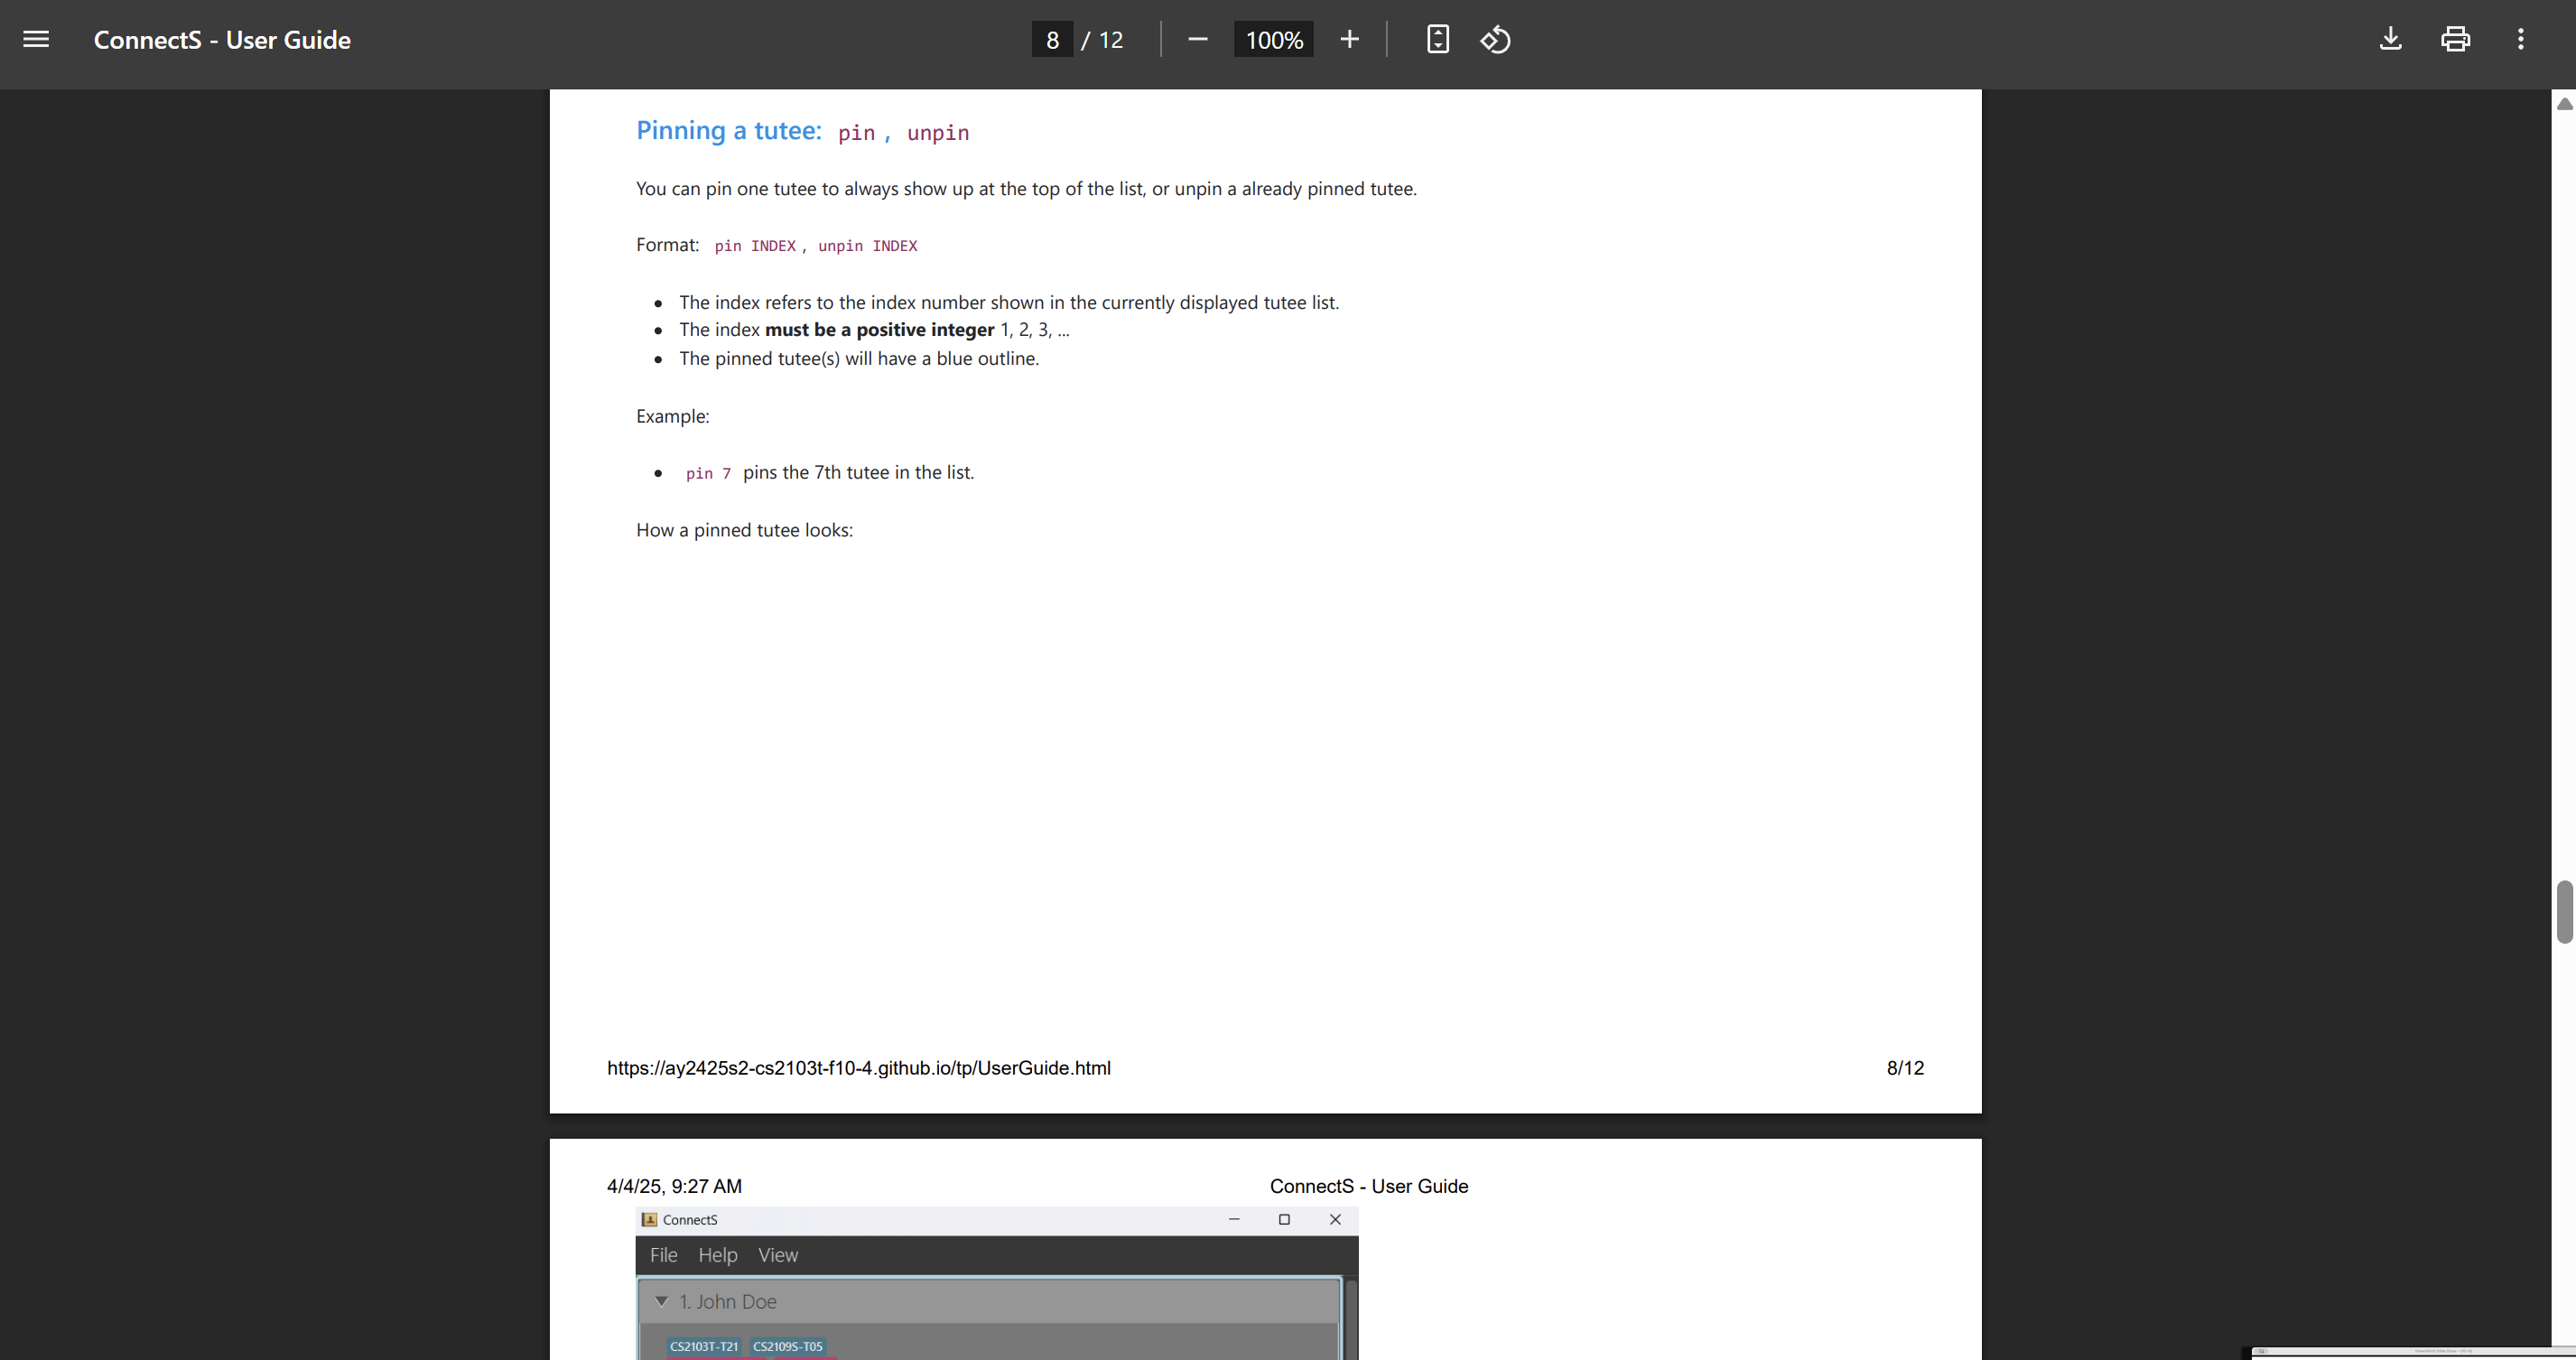 ConnectS - User Guide
8 / 12
100%
Pinning a tutee: pin , unpin
You can pin one tutee to always show up at the top of the list, or unpin a already pinned tutee.
Format: pin INDEX , unpin INDEX
• The index refers to the index number shown in the currently displayed tutee list.
• The index must be a positive integer 1, 2, 3, ...
• The pinned tutee(s) will have a blue outline.
Example:
• pin 7 pins the 7th tutee in the list.
How a pinned tutee looks:
https://ay2425s2-cs2103t-f10-4.github.io/tp/UserGuide.html
8/12
4/4/25, 9:27 AM
ConnectS - User Guide
ConnectS
File Help View
1. John Doe
CS2103T-T21 CS2109S-T05